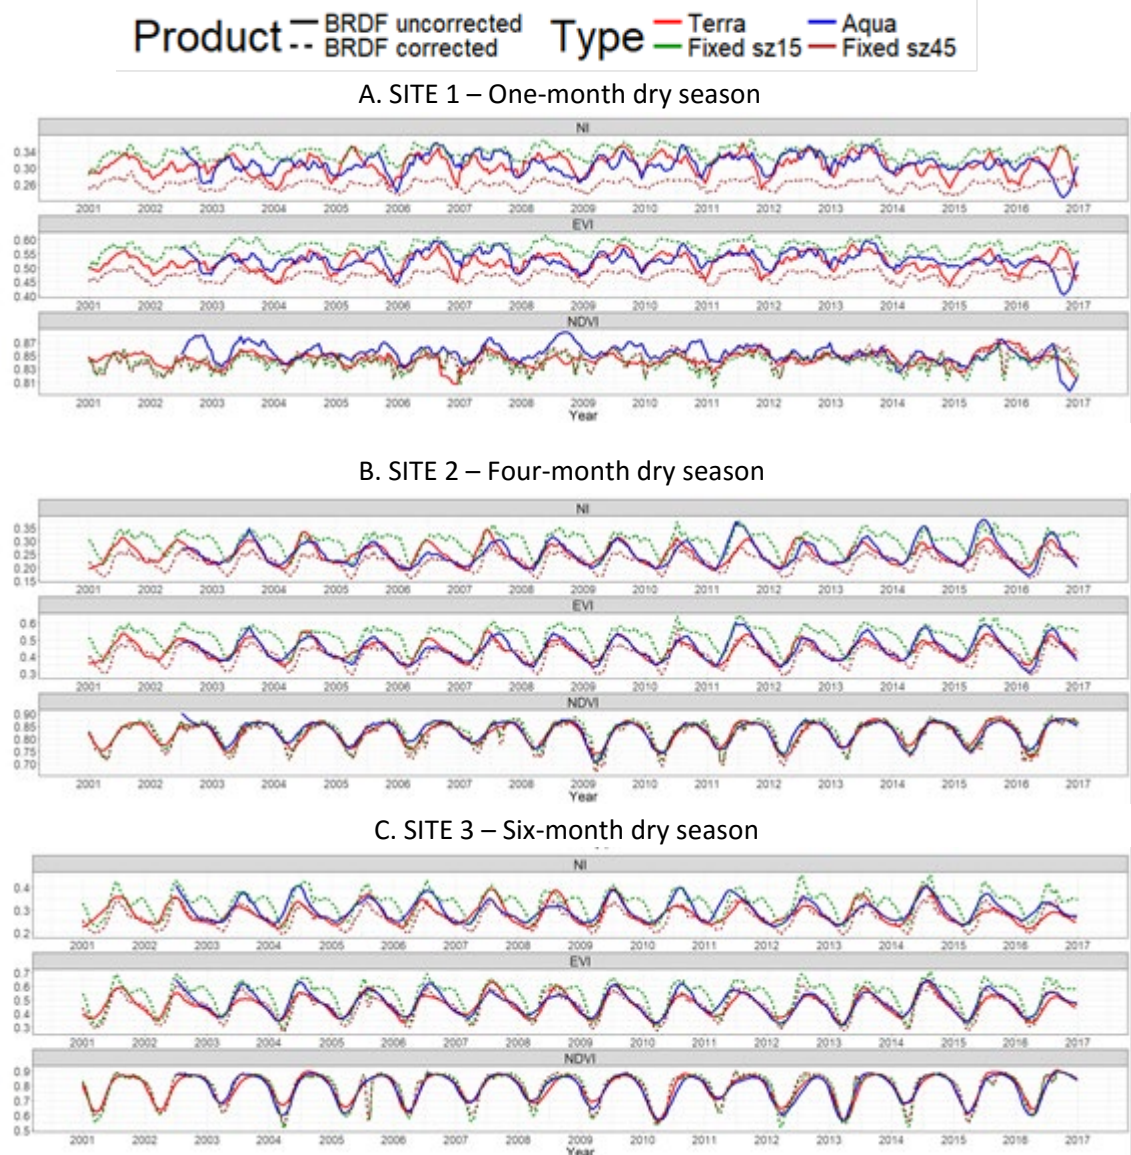 Product BRDF uncorrected Type Terra Aqua
BRDF corrected Fixed sz15 Fixed sz45
A. SITE 1 – One-month dry season
NI
0.34
0.30
0.26
2001 2002 2003 2004 2005 2006 2007 2008 2009 2010 2011 2012 2013 2014 2015 2016 2017
EVI
0.60
0.55
0.50
0.45
0.40
2001 2002 2003 2004 2005 2006 2007 2008 2009 2010 2011 2012 2013 2014 2015 2016 2017
NDVI
0.87
0.85
0.83
0.81
2001 2002 2003 2004 2005 2006 2007 2008 2009 2010 2011 2012 2013 2014 2015 2016 2017
Year
B. SITE 2 – Four-month dry season
NI
0.35
0.30
0.25
0.20
0.15
2001 2002 2003 2004 2005 2006 2007 2008 2009 2010 2011 2012 2013 2014 2015 2016 2017
EVI
0.6
0.5
0.4
0.3
2001 2002 2003 2004 2005 2006 2007 2008 2009 2010 2011 2012 2013 2014 2015 2016 2017
NDVI
0.90
0.85
0.80
0.75
0.70
2001 2002 2003 2004 2005 2006 2007 2008 2009 2010 2011 2012 2013 2014 2015 2016 2017
Year
C. SITE 3 – Six-month dry season
NI
0.4
0.3
0.2
2001 2002 2003 2004 2005 2006 2007 2008 2009 2010 2011 2012 2013 2014 2015 2016 2017
EVI
0.7
0.6
0.5
0.4
0.3
2001 2002 2003 2004 2005 2006 2007 2008 2009 2010 2011 2012 2013 2014 2015 2016 2017
NDVI
0.9
0.8
0.7
0.6
0.5
2001 2002 2003 2004 2005 2006 2007 2008 2009 2010 2011 2012 2013 2014 2015 2016 2017
Year